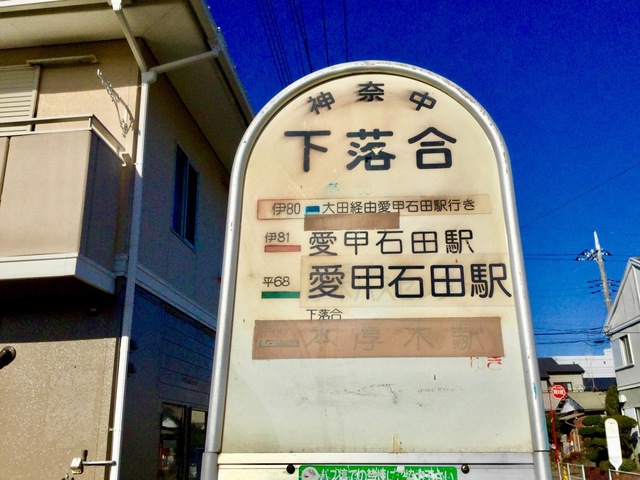 神奈中
下落合
伊80 大田経由愛甲石田駅行き
伊81 愛甲石田駅
平68 愛甲石田駅
下落合
本厚木駅